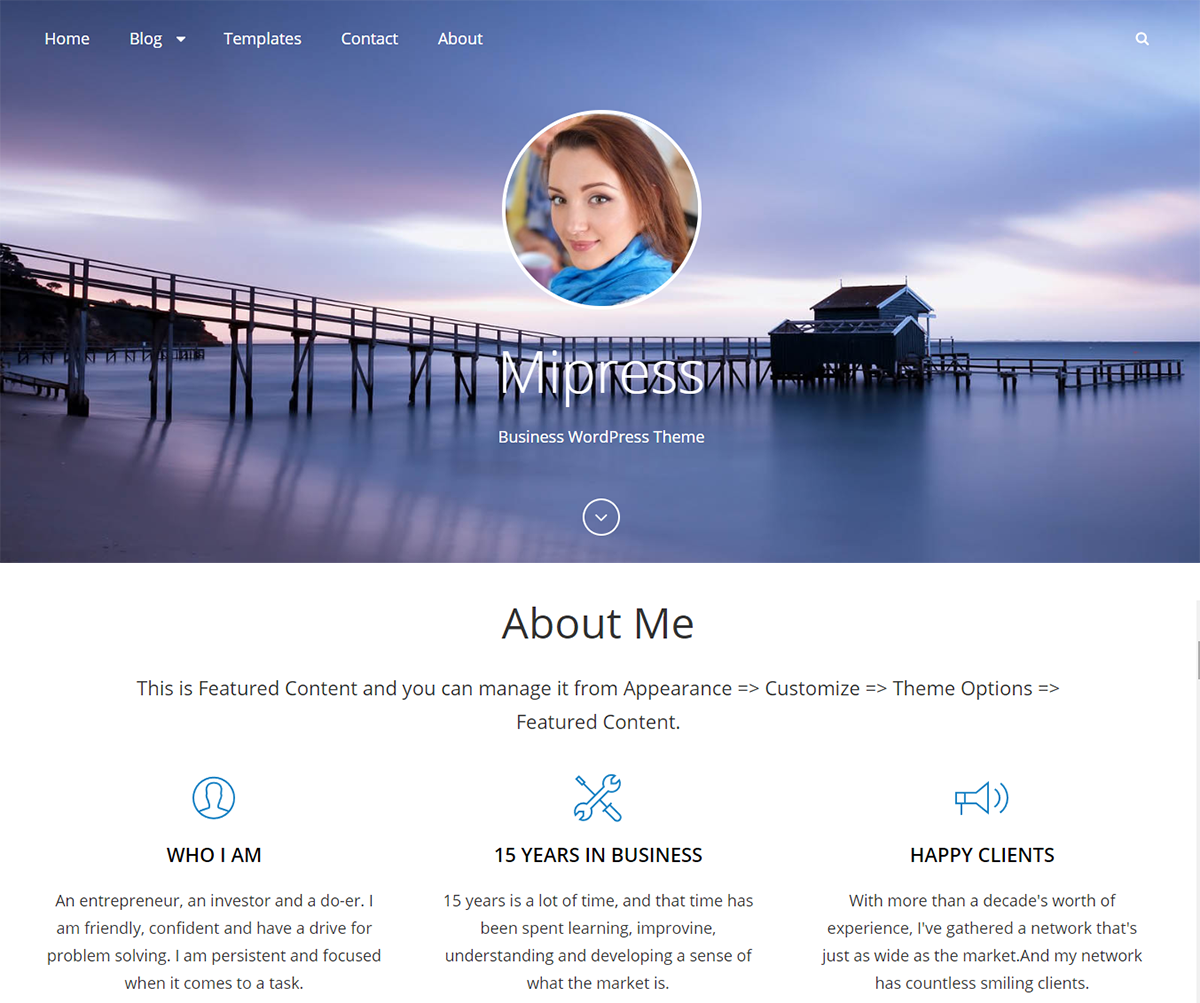 Home Blog Templates Contact About
Mipress
Business WordPress Theme
About Me
This is Featured Content and you can manage it from Appearance => Customize => Theme Options =>
Featured Content.
WHO I AM
An entrepreneur, an investor and a do-er. I
am friendly, confident and have a drive for
problem solving. I am persistent and focused
when it comes to a task.
15 YEARS IN BUSINESS
15 years is a lot of time, and that time has
been spent learning, improvine,
understanding and developing a sense of
what the market is.
HAPPY CLIENTS
With more than a decade's worth of
experience, I've gathered a network that's
just as wide as the market.And my network
has countless smiling clients.